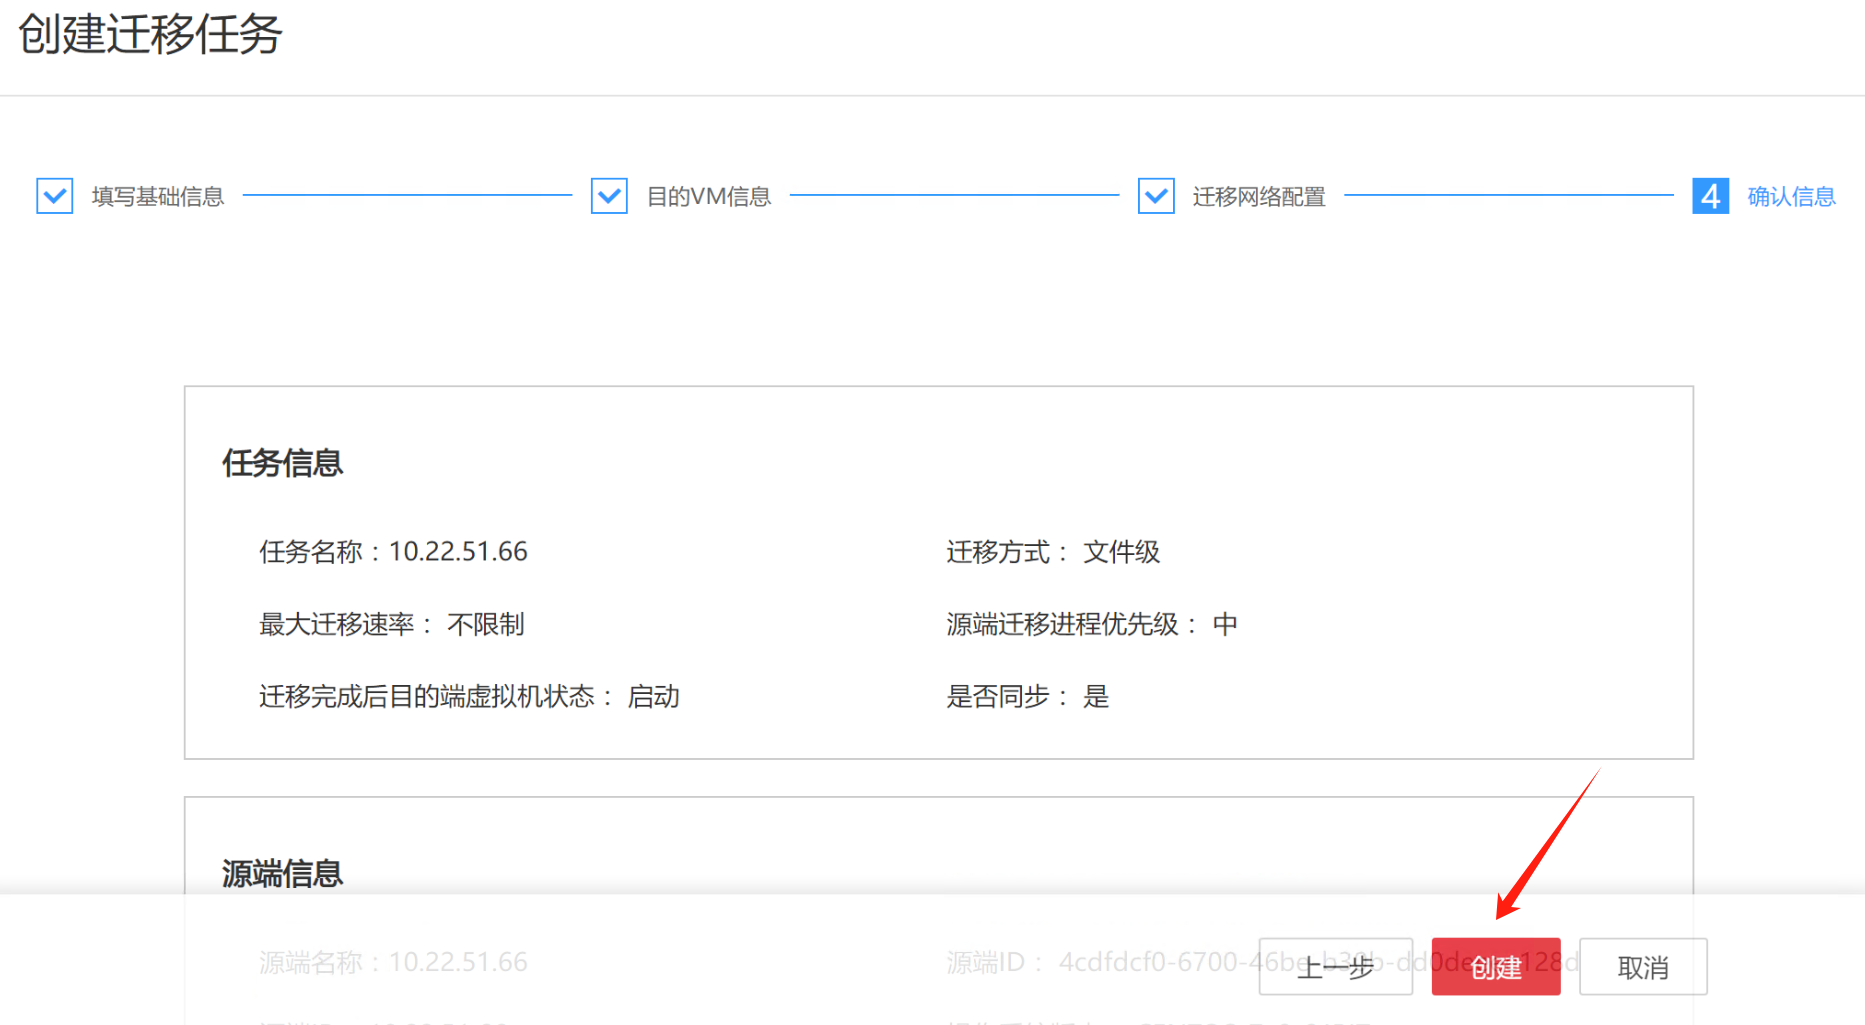 创建迁移任务
填写基础信息 目的VM信息 迁移网络配置 4 确认信息
任务信息
任务名称：10.22.51.66 迁移方式： 文件级
最大迁移速率： 不限制 源端迁移进程优先级： 中
迁移完成后目的端虚拟机状态： 启动 是否同步： 是
源端信息
源端名称：10.22.51.66 源端ID： 4cdfdcf0-6700-46be
上一步 创建 取消